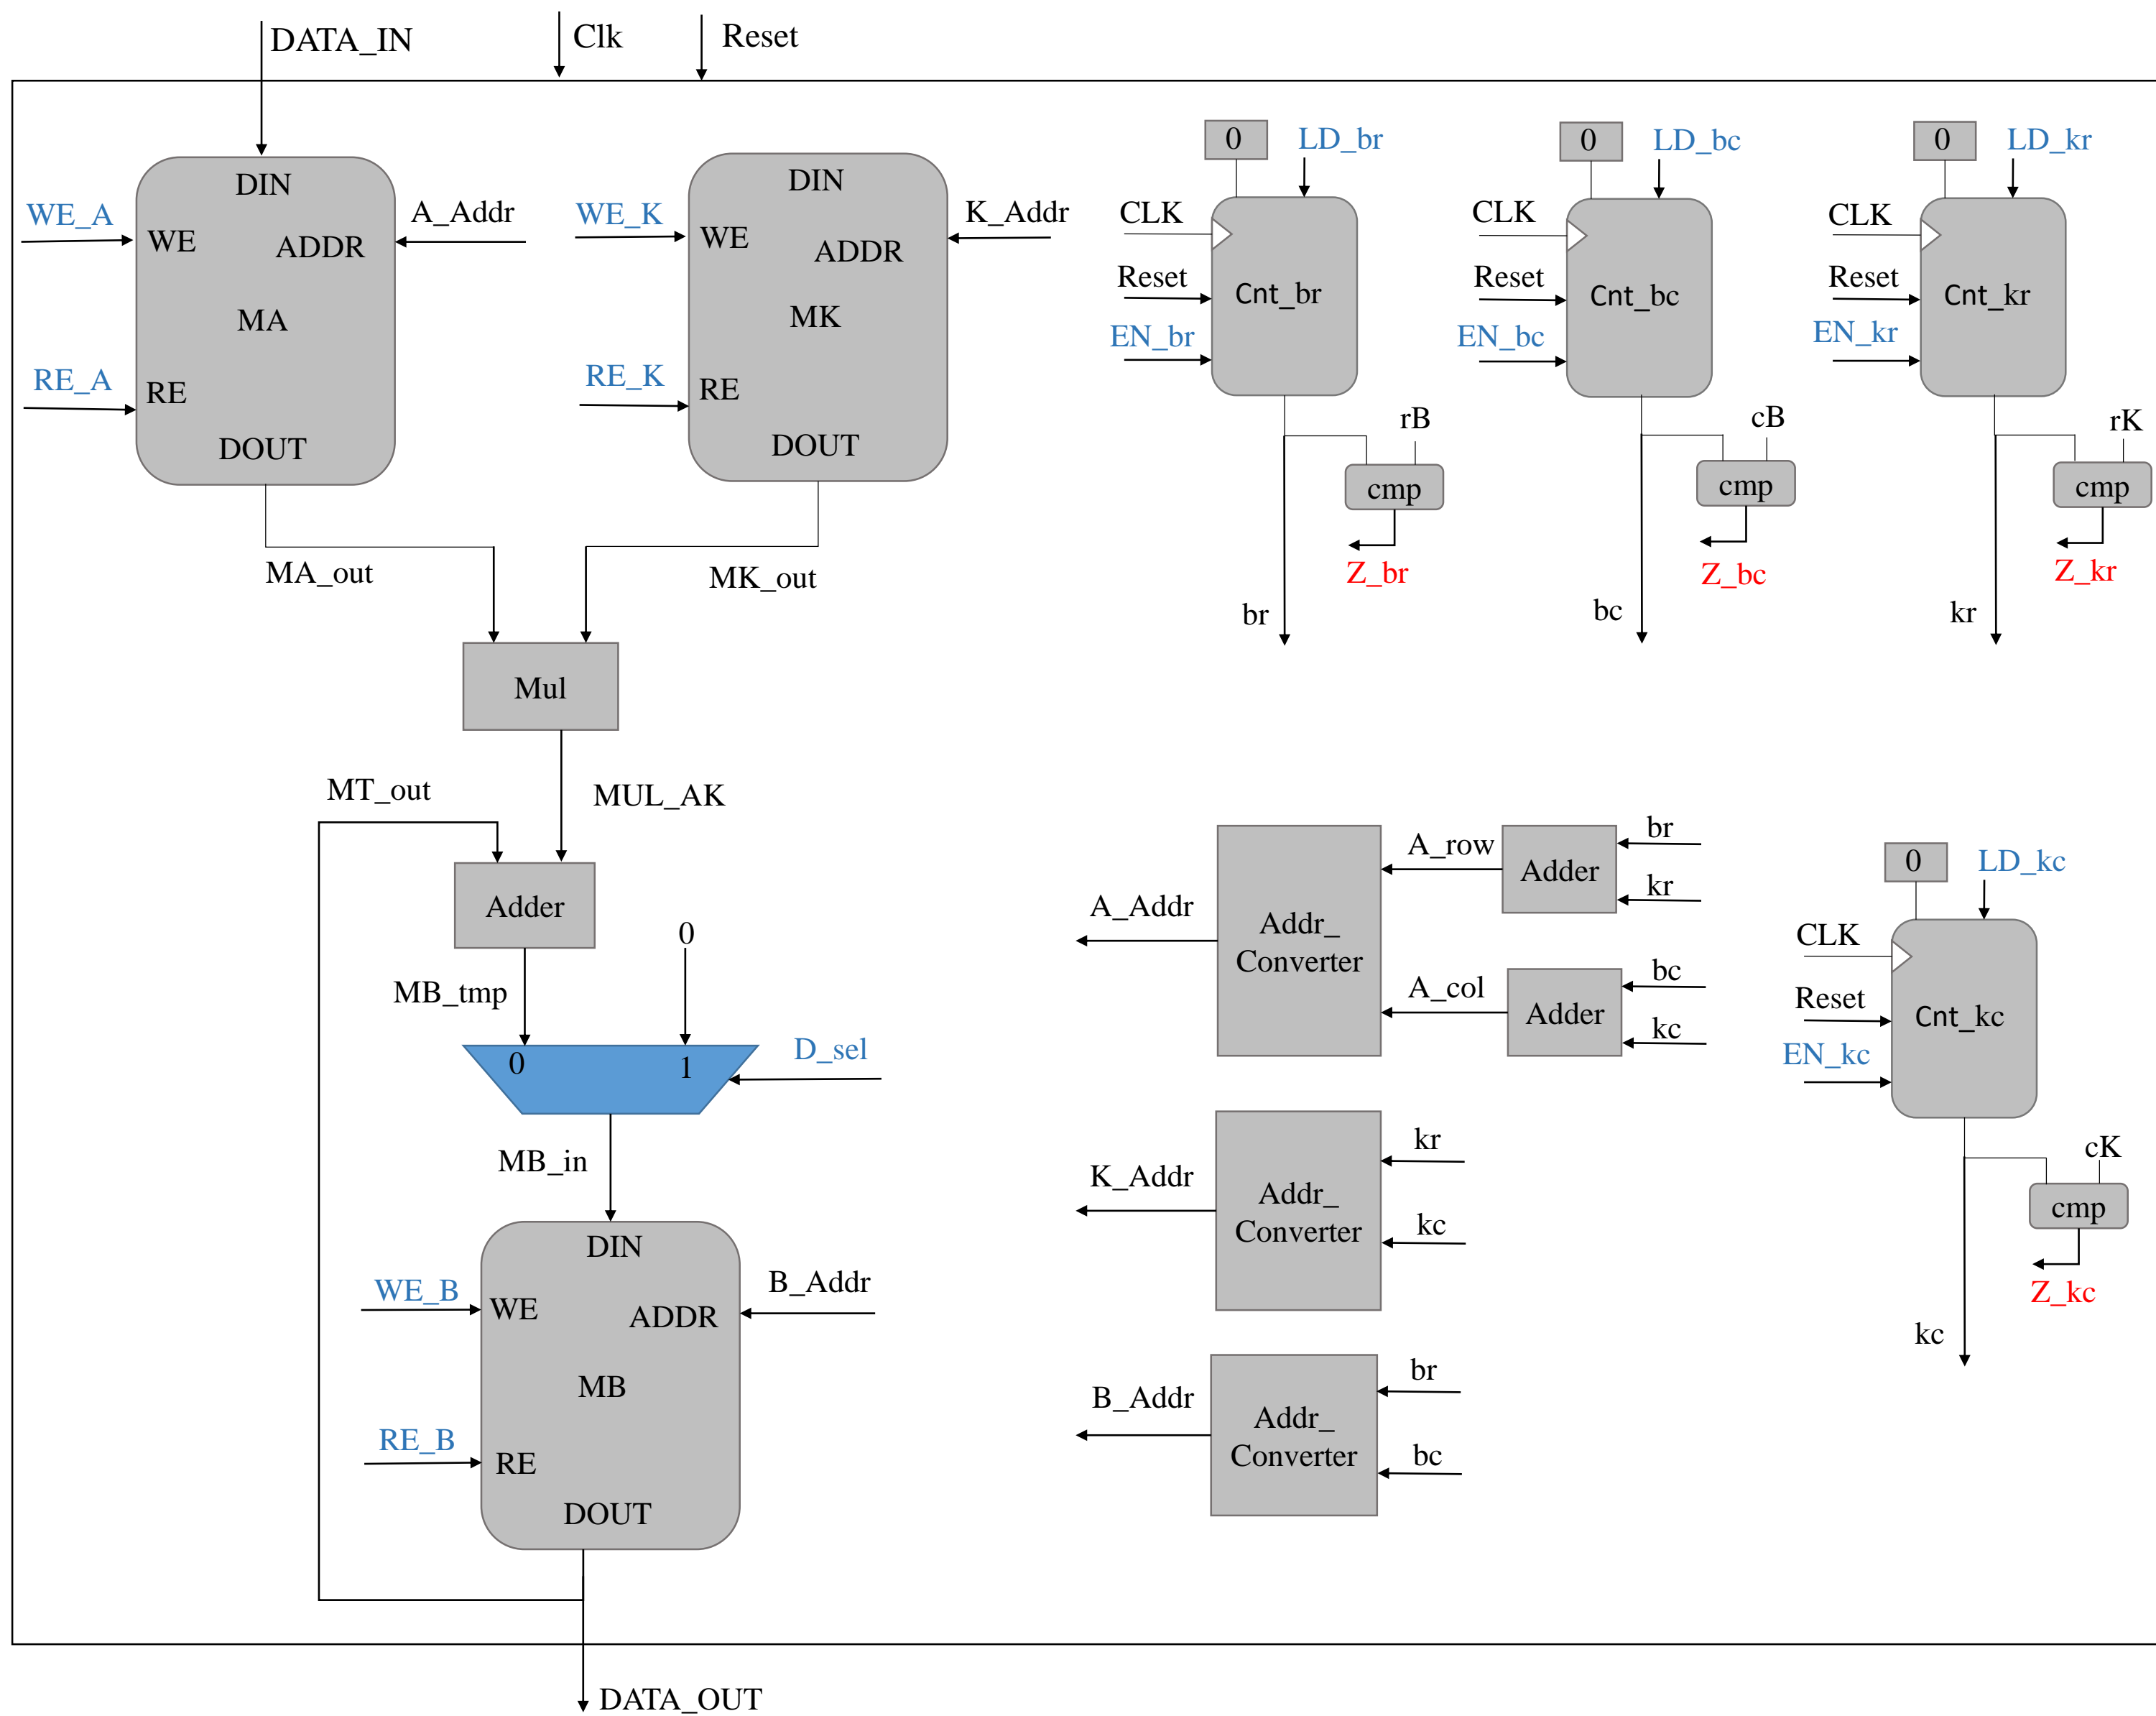 DATA_IN
Clk
Reset
DIN
WE_A
WE
A_Addr
ADDR
MA
RE_A
RE
DOUT
MA_out
DIN
WE_K
WE
K_Addr
ADDR
MK
RE_K
RE
DOUT
MK_out
Mul
MUL_AK
MT_out
Adder
MB_tmp
0
0
1
D_sel
MB_in
DIN
WE_B
WE
B_Addr
ADDR
MB
RE_B
RE
DOUT
DATA_OUT
0
LD_br
CLK
Reset
Cnt_br
EN_br
rB
cmp
Z_br
br
0
LD_bc
CLK
Reset
Cnt_bc
EN_bc
cB
cmp
Z_bc
bc
0
LD_kr
CLK
Reset
Cnt_kr
EN_kr
rK
cmp
Z_kr
kr
A_Addr
Addr_
Converter
A_row
Adder
br
kr
A_col
Adder
bc
kc
K_Addr
Addr_
Converter
kr
kc
B_Addr
Addr_
Converter
br
bc
0
LD_kc
CLK
Reset
Cnt_kc
EN_kc
cK
cmp
Z_kc
kc